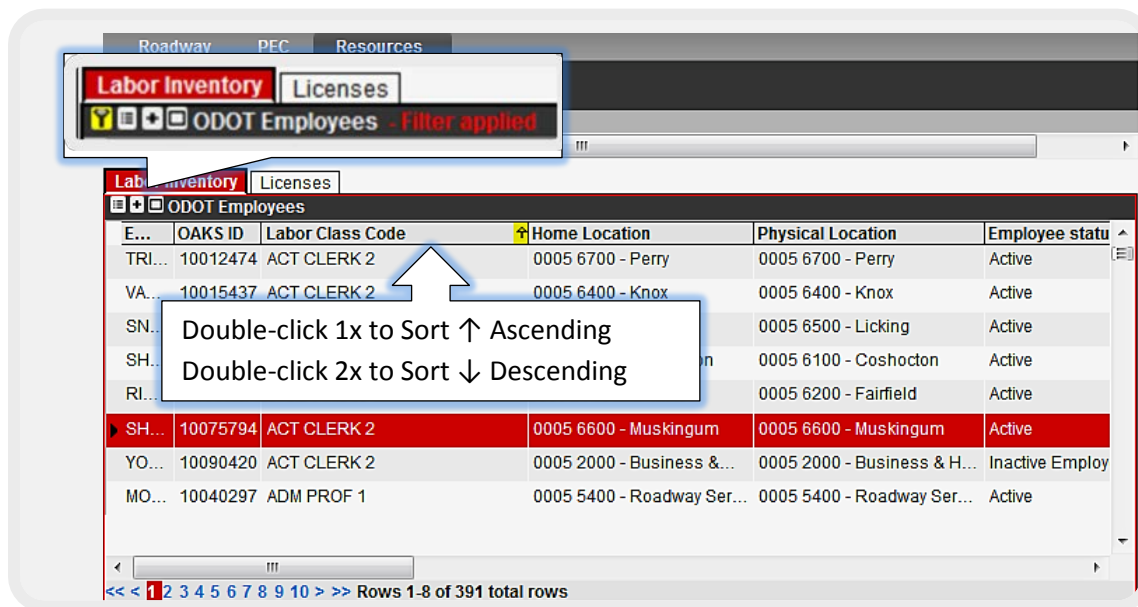 Roadway PEC Resources
Labor Inventory Licenses
ODOT Employees - Filter applied
Labor Inventory Licenses
ODOT Employees
E... OAKS ID Labor Class Code Home Location Physical Location Employee statu
TRI... 10012474 ACT CLERK 2 0005 6700 - Perry 0005 6700 - Perry Active
VA... 10015437 ACT CLERK 2 0005 6400 - Knox 0005 6400 - Knox Active
SN... 0005 6500 - Licking Active
Double-click 1x to Sort ↑ Ascending
SH... on 0005 6100 - Coshocton Active
Double-click 2x to Sort ↓ Descending
RI... 0005 6200 - Fairfield Active
SH... 10075794 ACT CLERK 2 0005 6600 - Muskingum 0005 6600 - Muskingum Active
YO... 10090420 ACT CLERK 2 0005 2000 - Business &... 0005 2000 - Business & H... Inactive Employ
MO... 10040297 ADM PROF 1 0005 5400 - Roadway Ser... 0005 5400 - Roadway Ser... Active
<< < 1 2 3 4 5 6 7 8 9 10 > >> Rows 1-8 of 391 total rows